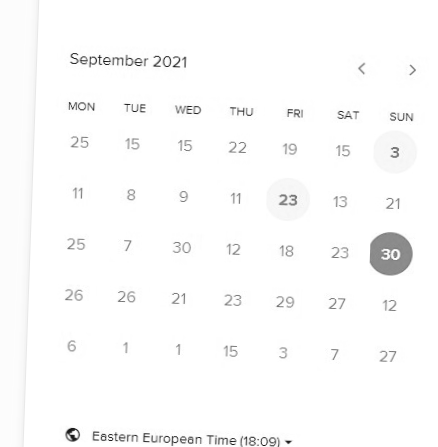 September 2021
MON TUE WED THU FRI SAT SUN
25 15 15 22 19 15 3
11 8 9 11 23 13 21
25 7 30 12 18 23 30
26 26 21 23 29 27 12
6 1 1 15 3 7 27
Eastern European Time (18:09)